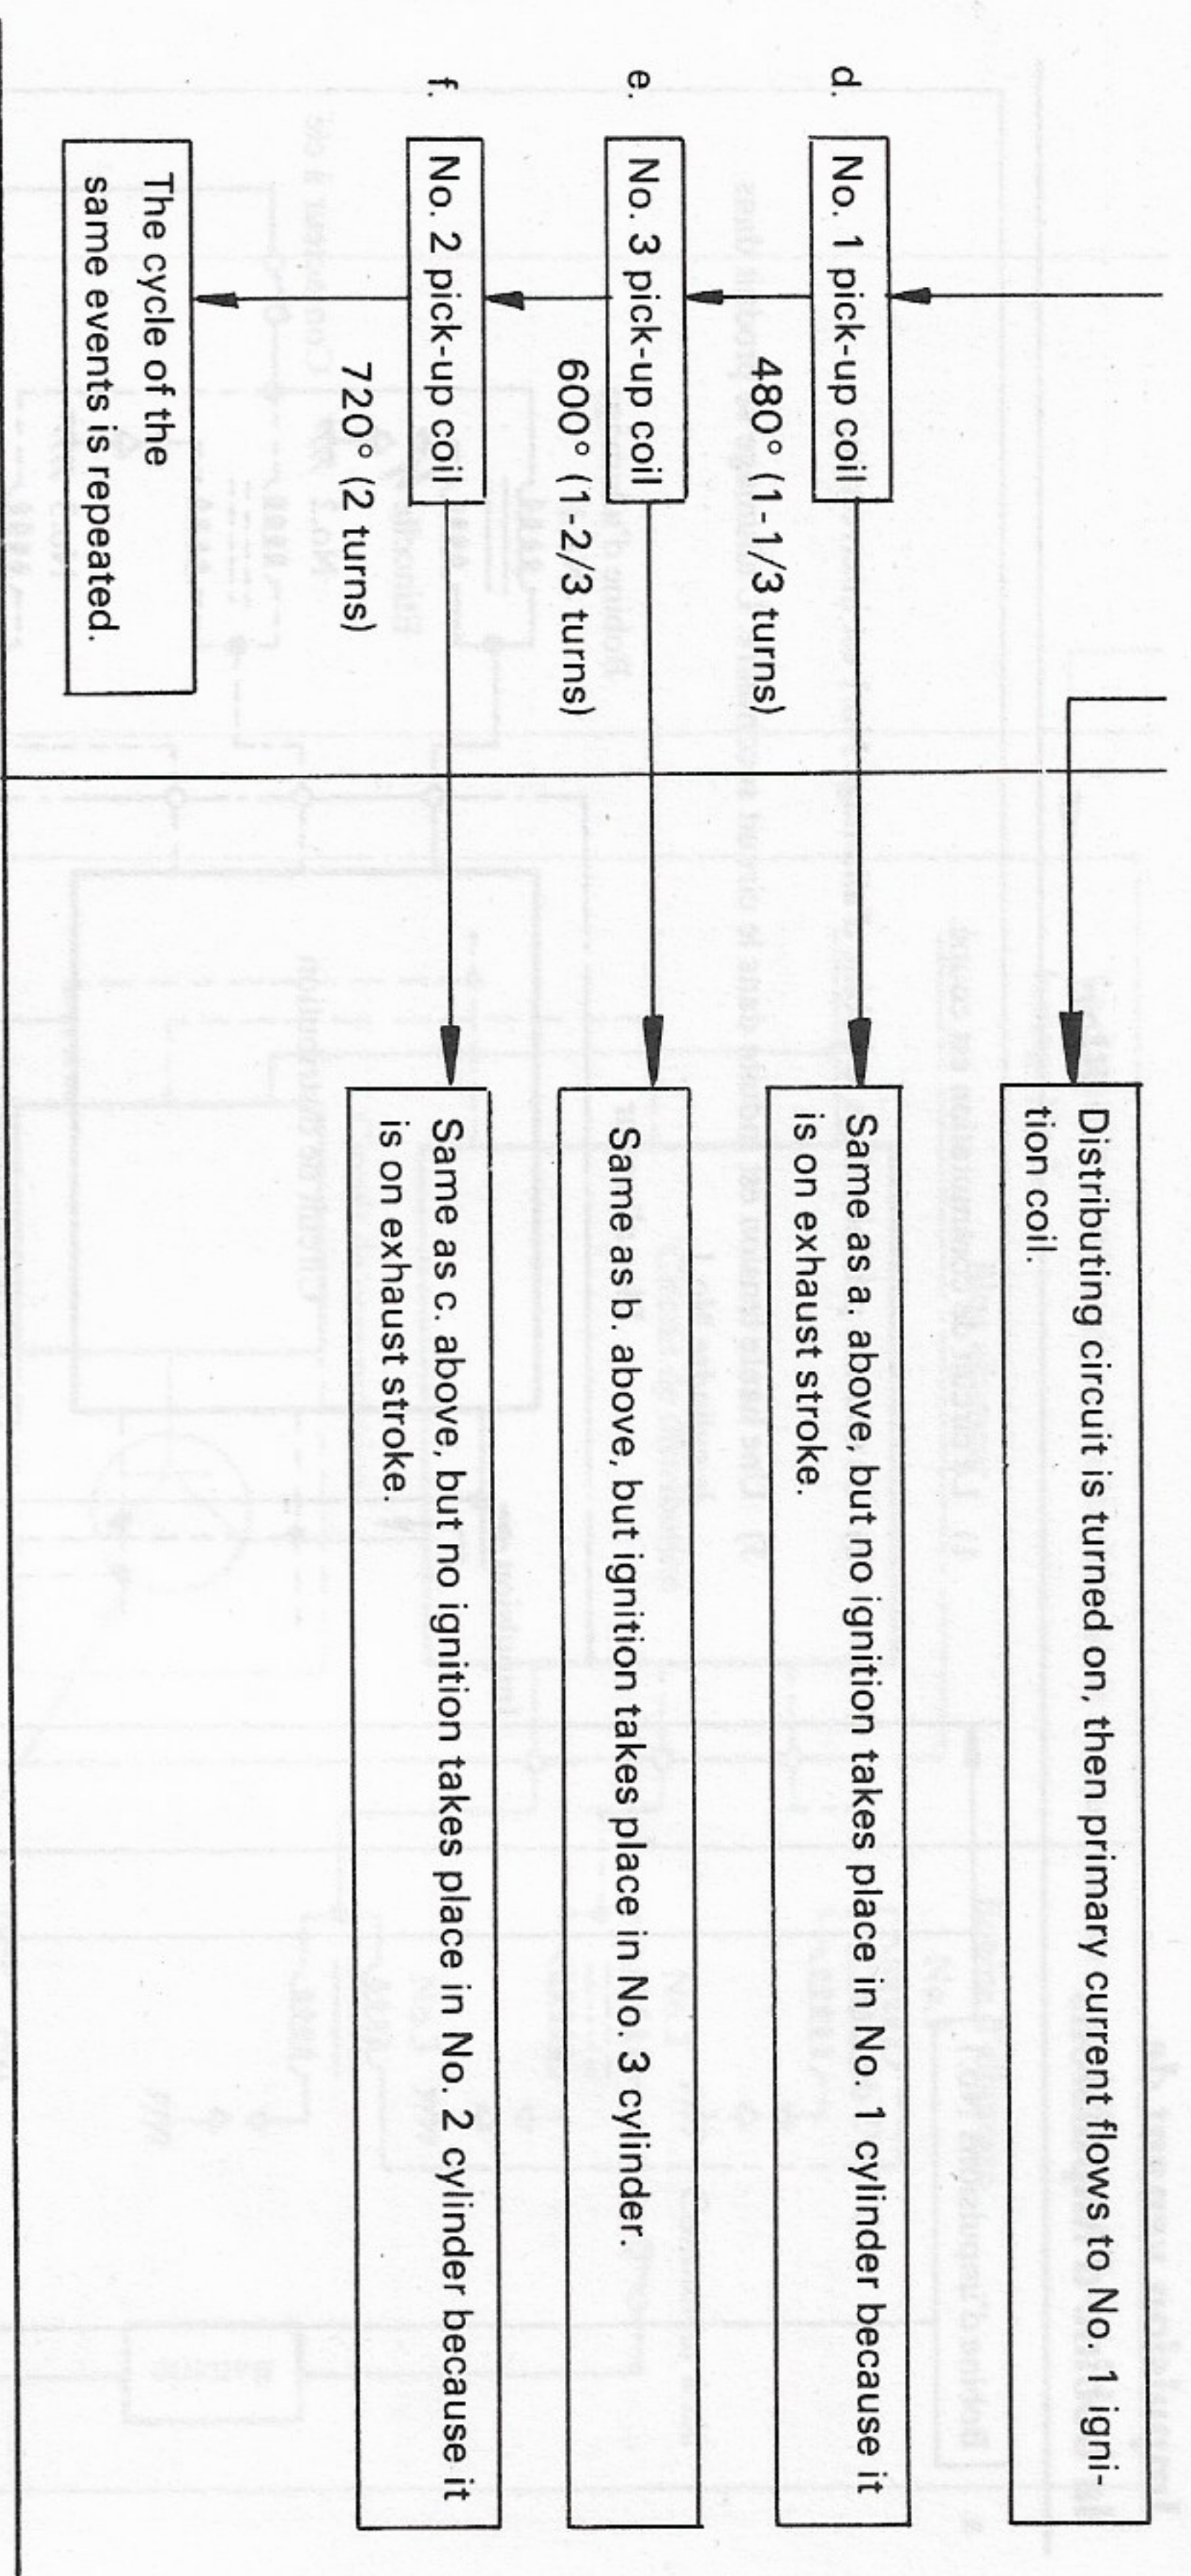 Distributing circuit is turned on, then primary current flows to No. 1 igni-
tion coil.
d.
No. 1 pick-up coil
480° (1-1/3 turns)
Same as a. above, but no ignition takes place in No. 1 cylinder because it
is on exhaust stroke.
e.
No. 3 pick-up coil
600° (1-2/3 turns)
Same as b. above, but ignition takes place in No. 3 cylinder.
f.
No. 2 pick-up coil
720° (2 turns)
Same as c. above, but no ignition takes place in No. 2 cylinder because it
is on exhaust stroke.
The cycle of the
same events is repeated.